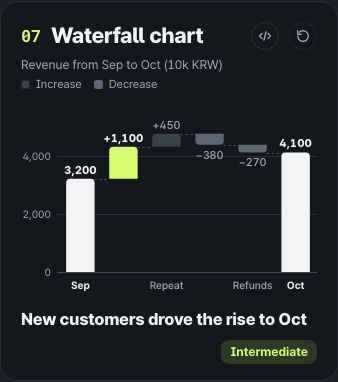 07 Waterfall chart
Revenue from Sep to Oct (10k KRW)
Increase Decrease
+450
+1,100
4,100
4,000
−380
−270
3,200
2,000
0
Sep Repeat Refunds Oct
New customers drove the rise to Oct
Intermediate